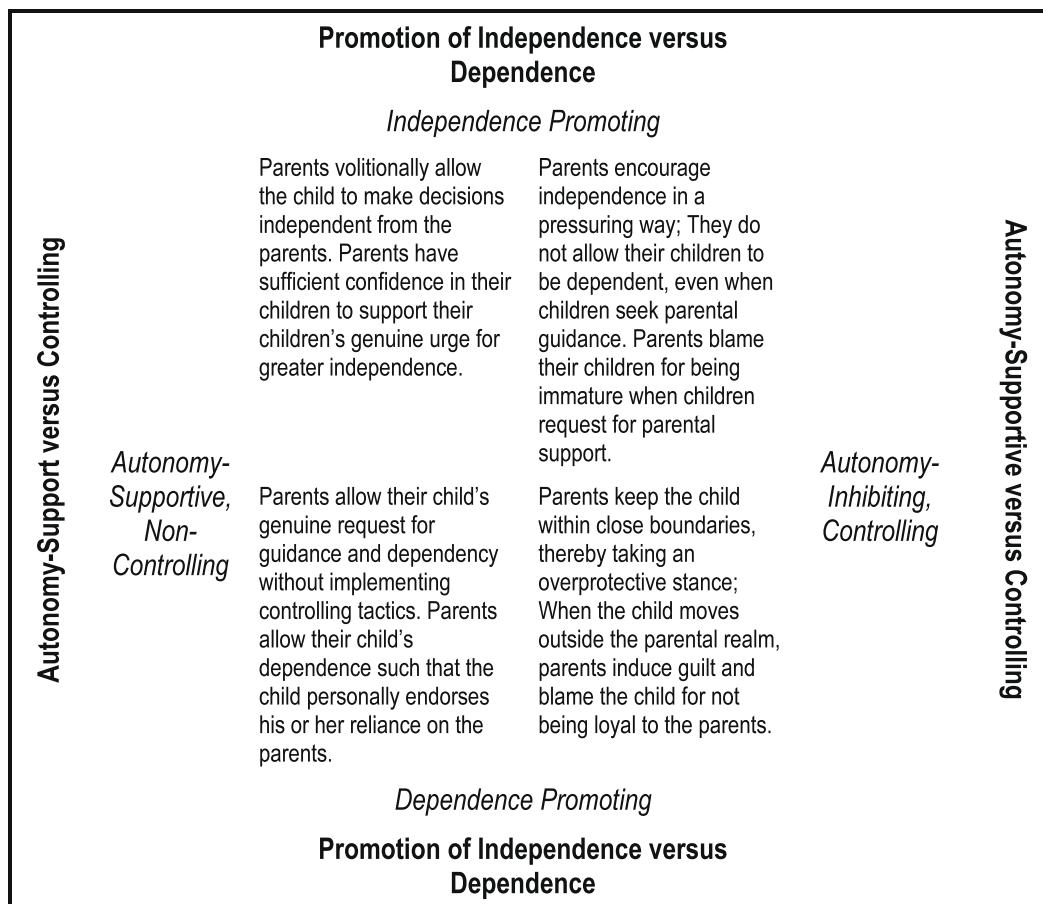 Promotion of Independence versus
Dependence
Independence Promoting
Autonomy-Support versus Controlling
Parents volitionally allow
the child to make decisions
independent from the
parents. Parents have
sufficient confidence in their
children to support their
children’s genuine urge for
greater independence.
Parents encourage
independence in a
pressuring way; They do
not allow their children to
be dependent, even when
children seek parental
guidance. Parents blame
their children for being
immature when children
request for parental
support.
Autonomy-
Supportive,
Non-
Controlling
Parents allow their child’s
genuine request for
guidance and dependency
without implementing
controlling tactics. Parents
allow their child’s
dependence such that the
child personally endorses
his or her reliance on the
parents.
Parents keep the child
within close boundaries,
thereby taking an
overprotective stance;
When the child moves
outside the parental realm,
parents induce guilt and
blame the child for not
being loyal to the parents.
Autonomy-
Inhibiting,
Controlling
Autonomy-Supportive versus Controlling
Dependence Promoting
Promotion of Independence versus
Dependence